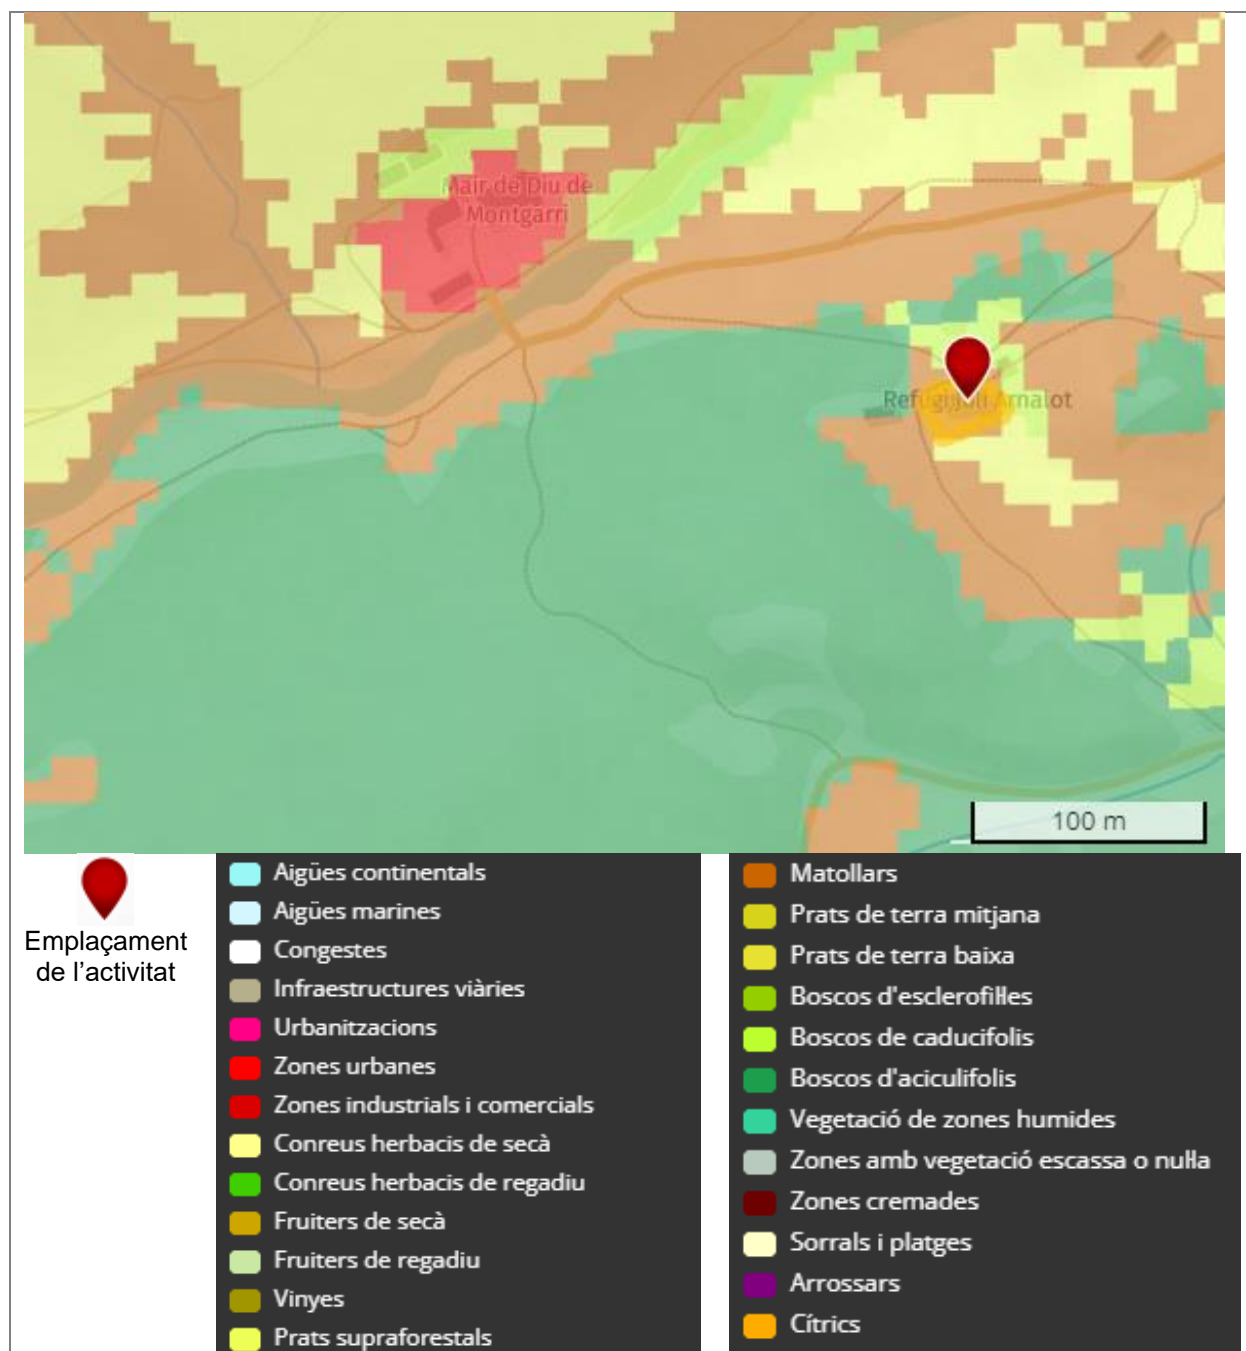 Mair de Diu de
Montgarri
Refugi Juli Arnalot
100 m
Emplaçament
de l'activitat
Aigües continentals
Aigües marines
Congestes
Infraestructures viàries
Urbanitzacions
Zones urbanes
Zones industrials i comercials
Conreus herbacis de secà
Conreus herbacis de regadiu
Fruiters de secà
Fruiters de regadiu
Vinyes
Prats supraforestals
Matollars
Prats de terra mitjana
Prats de terra baixa
Boscos d'esclerofil·les
Boscos de caducifolis
Boscos d'aciculifolis
Vegetació de zones humides
Zones amb vegetació escassa o nul·la
Zones cremades
Sorrals i platges
Arrossars
Cítrics